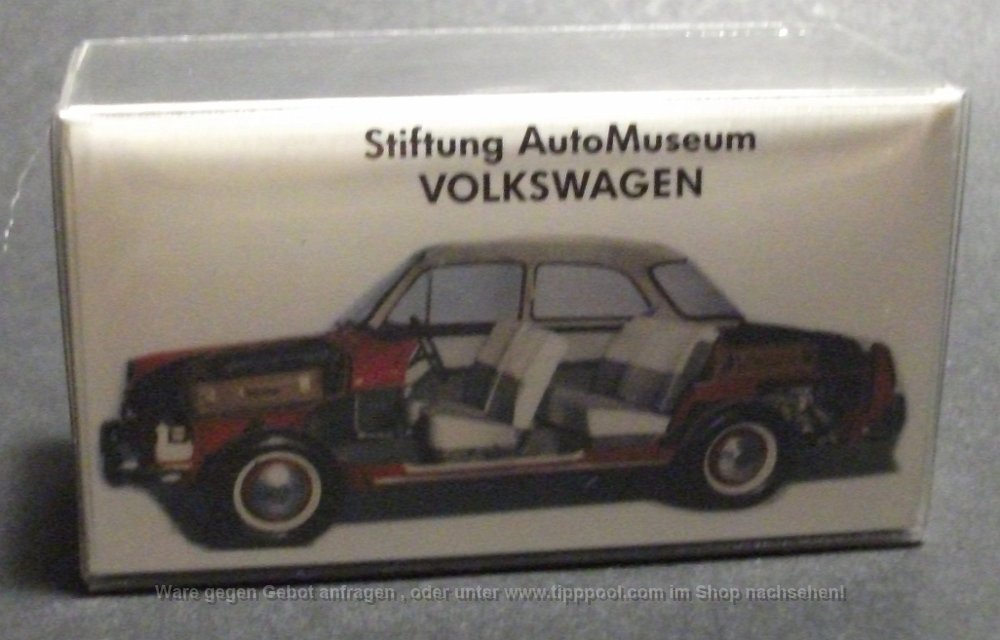 Stiftung AutoMuseum
VOLKSWAGEN
Ware gegen Gebot anfragen , oder unter www.tipppool.com im Shop nachsehen!